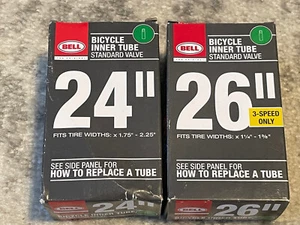 BELL
BICYCLE
INNER TUBE
STANDARD VALVE
24"
FITS TIRE WIDTHS: x 1.75" - 2.25"
SEE SIDE PANEL FOR
HOW TO REPLACE A TUBE
BELL
24"
BELL
BICYCLE
INNER TUBE
STANDARD VALVE
26"
3-SPEED
ONLY
FITS TIRE WIDTHS: x 1¼" - 1⅜"
SEE SIDE PANEL FOR
HOW TO REPLACE A TUBE
BELL
26"